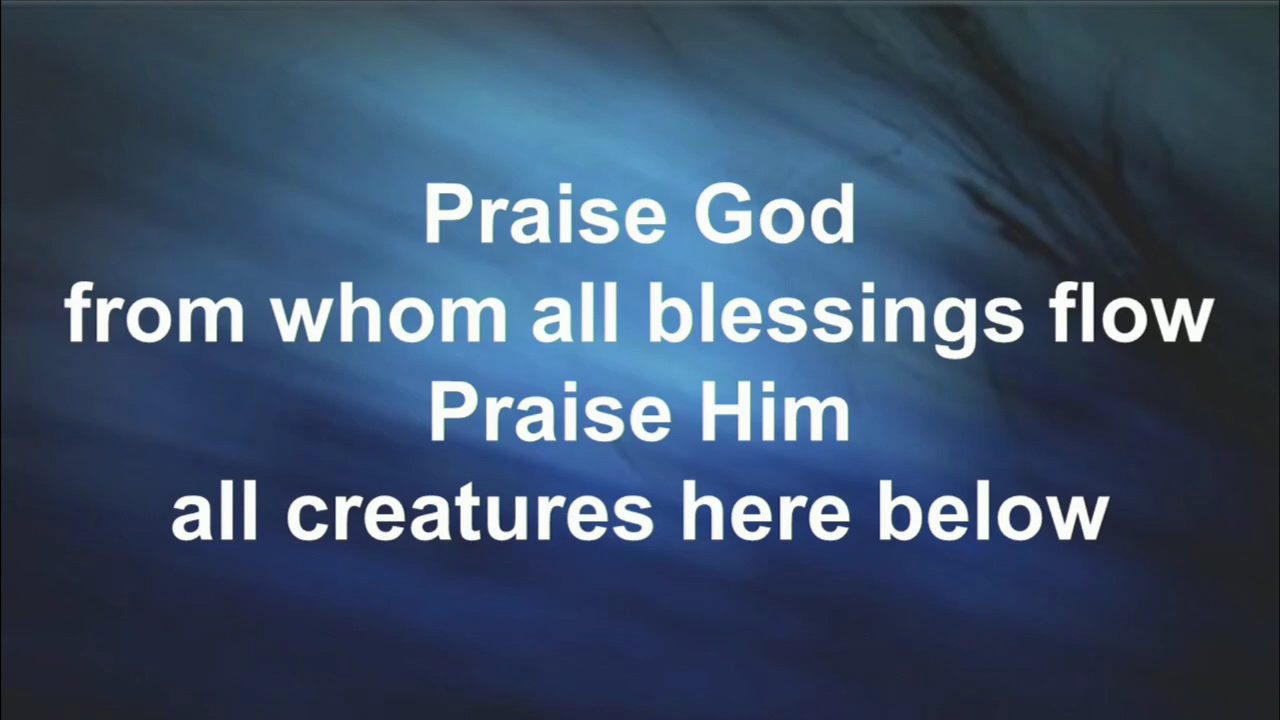 Praise God
from whom all blessings flow
Praise Him
all creatures here below